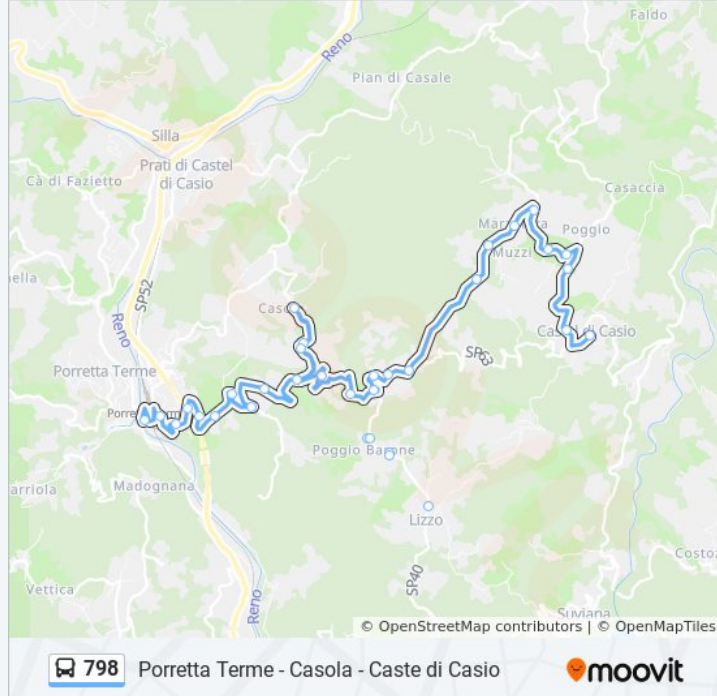 Faldo
Reno
Pian di Casale
Silla
Prati di Castel
di Casio
Cà di Fazietto
Casaccia
Poggio
Muzzi
SP52
Reno
SP63
Porretta Terme
Poggio Barone
Madognana
Lizzo
Costoz
Vettica
Reno
SP40
Suviana
© OpenStreetMap contributors | © OpenMapTiles
798 Porretta Terme - Casola - Caste di Casio moovit